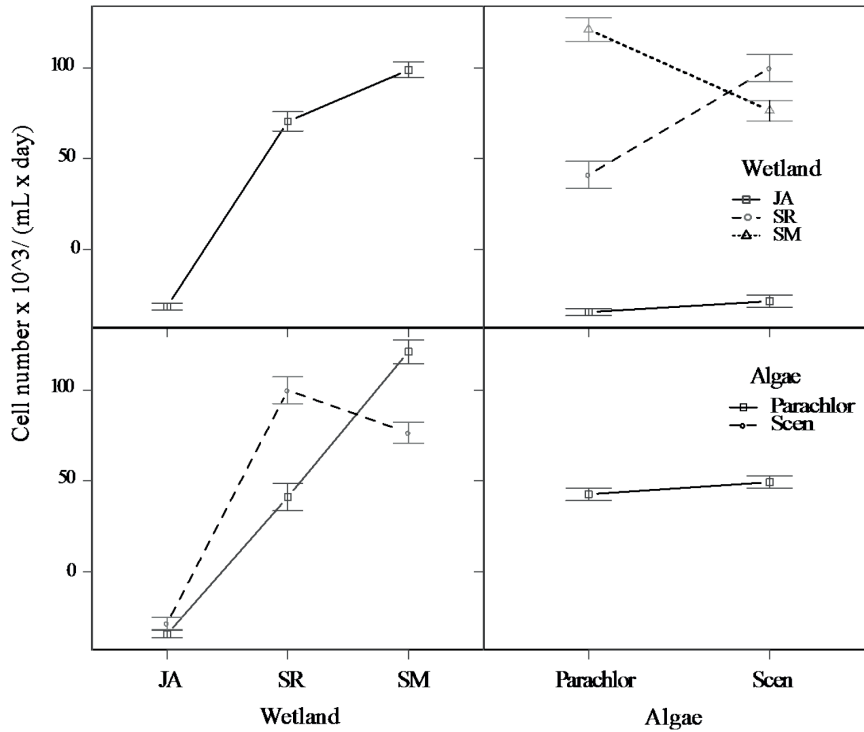 Cell number x 10^3/ (mL x day)
100
50
0
Wetland
JA
SR
SM
100
50
0
Algae
Parachlor
Scen
JA SR SM
Wetland
Parachlor Scen
Algae